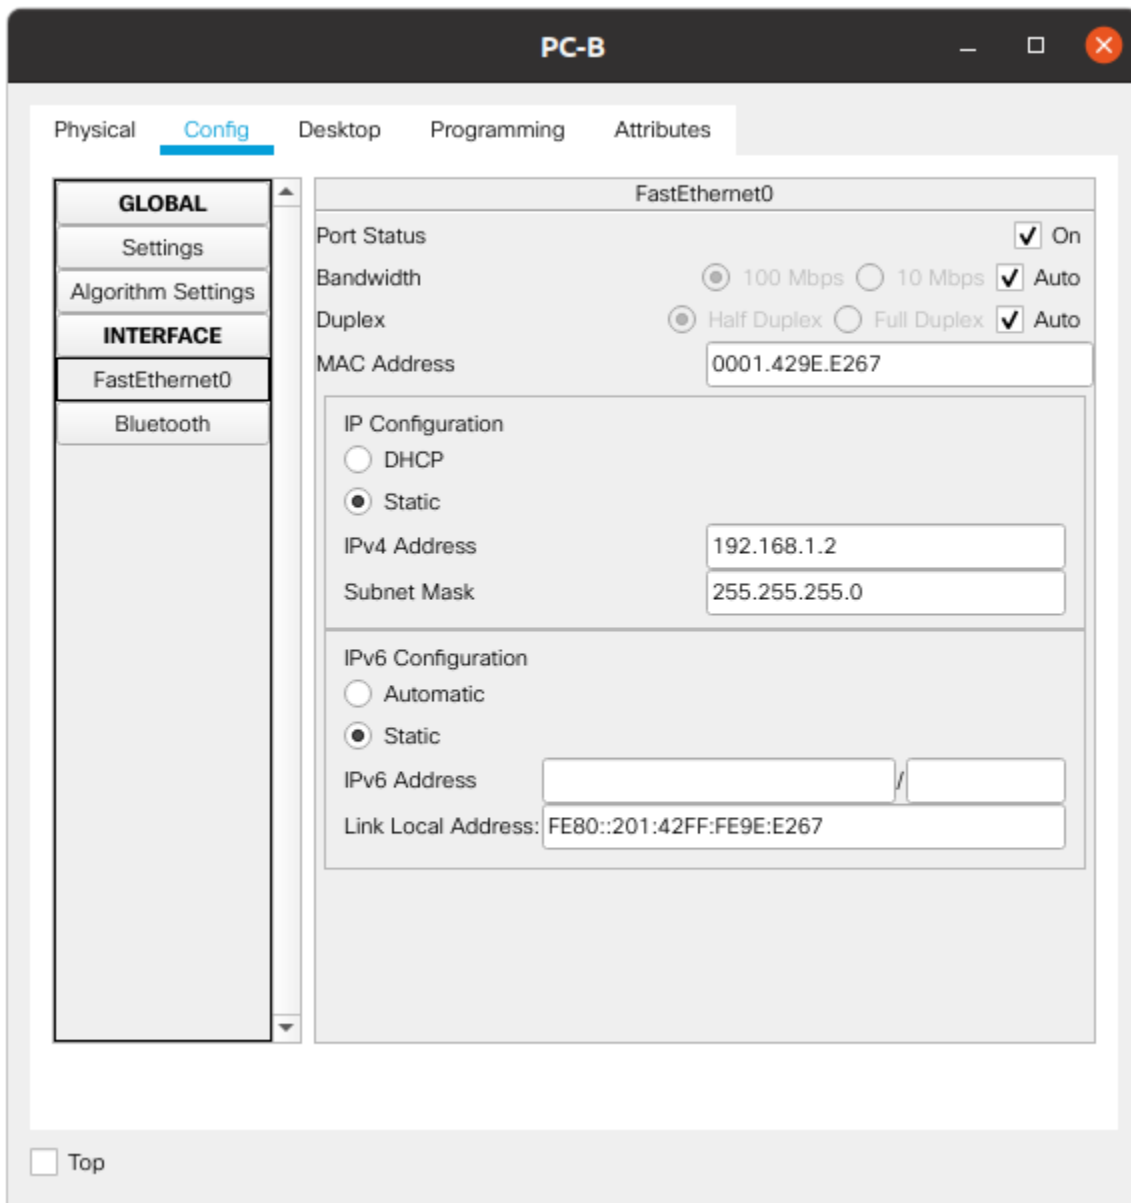 PC-B
Physical Config Desktop Programming Attributes
GLOBAL
Settings
Algorithm Settings
INTERFACE
FastEthernet0
Bluetooth
FastEthernet0
Port Status On
Bandwidth 100 Mbps 10 Mbps Auto
Duplex Half Duplex Full Duplex Auto
MAC Address 0001.429E.E267
IP Configuration
DHCP
Static
IPv4 Address 192.168.1.2
Subnet Mask 255.255.255.0
IPv6 Configuration
Automatic
Static
IPv6 Address /
Link Local Address: FE80::201:42FF:FE9E:E267
Top